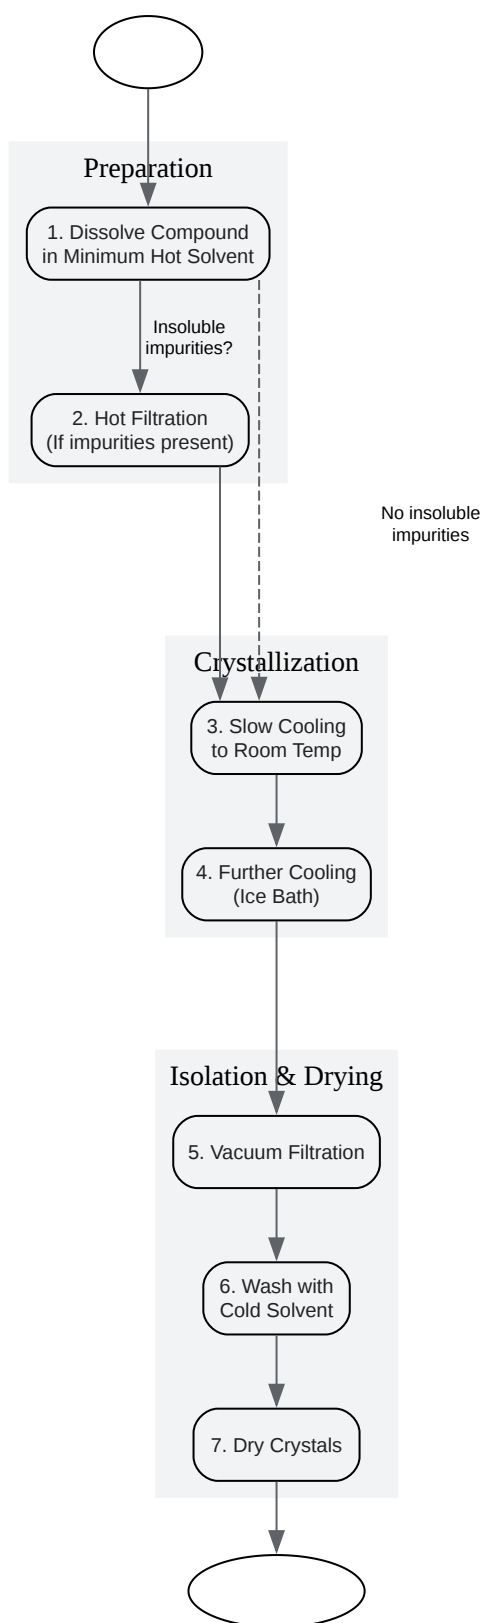 Preparation
1. Dissolve Compound
in Minimum Hot Solvent
Insoluble
impurities?
2. Hot Filtration
(If impurities present)
No insoluble
impurities
Crystallization
3. Slow Cooling
to Room Temp
4. Further Cooling
(Ice Bath)
Isolation & Drying
5. Vacuum Filtration
6. Wash with
Cold Solvent
7. Dry Crystals